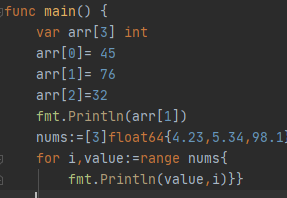 func main() {
var arr[3] int
arr[0]= 45
arr[1]= 76
arr[2]=32
fmt.Println(arr[1])
nums:=[3]float64{4.23,5.34,98.1}
for i,value:=range nums{
fmt.Println(value,i)}}